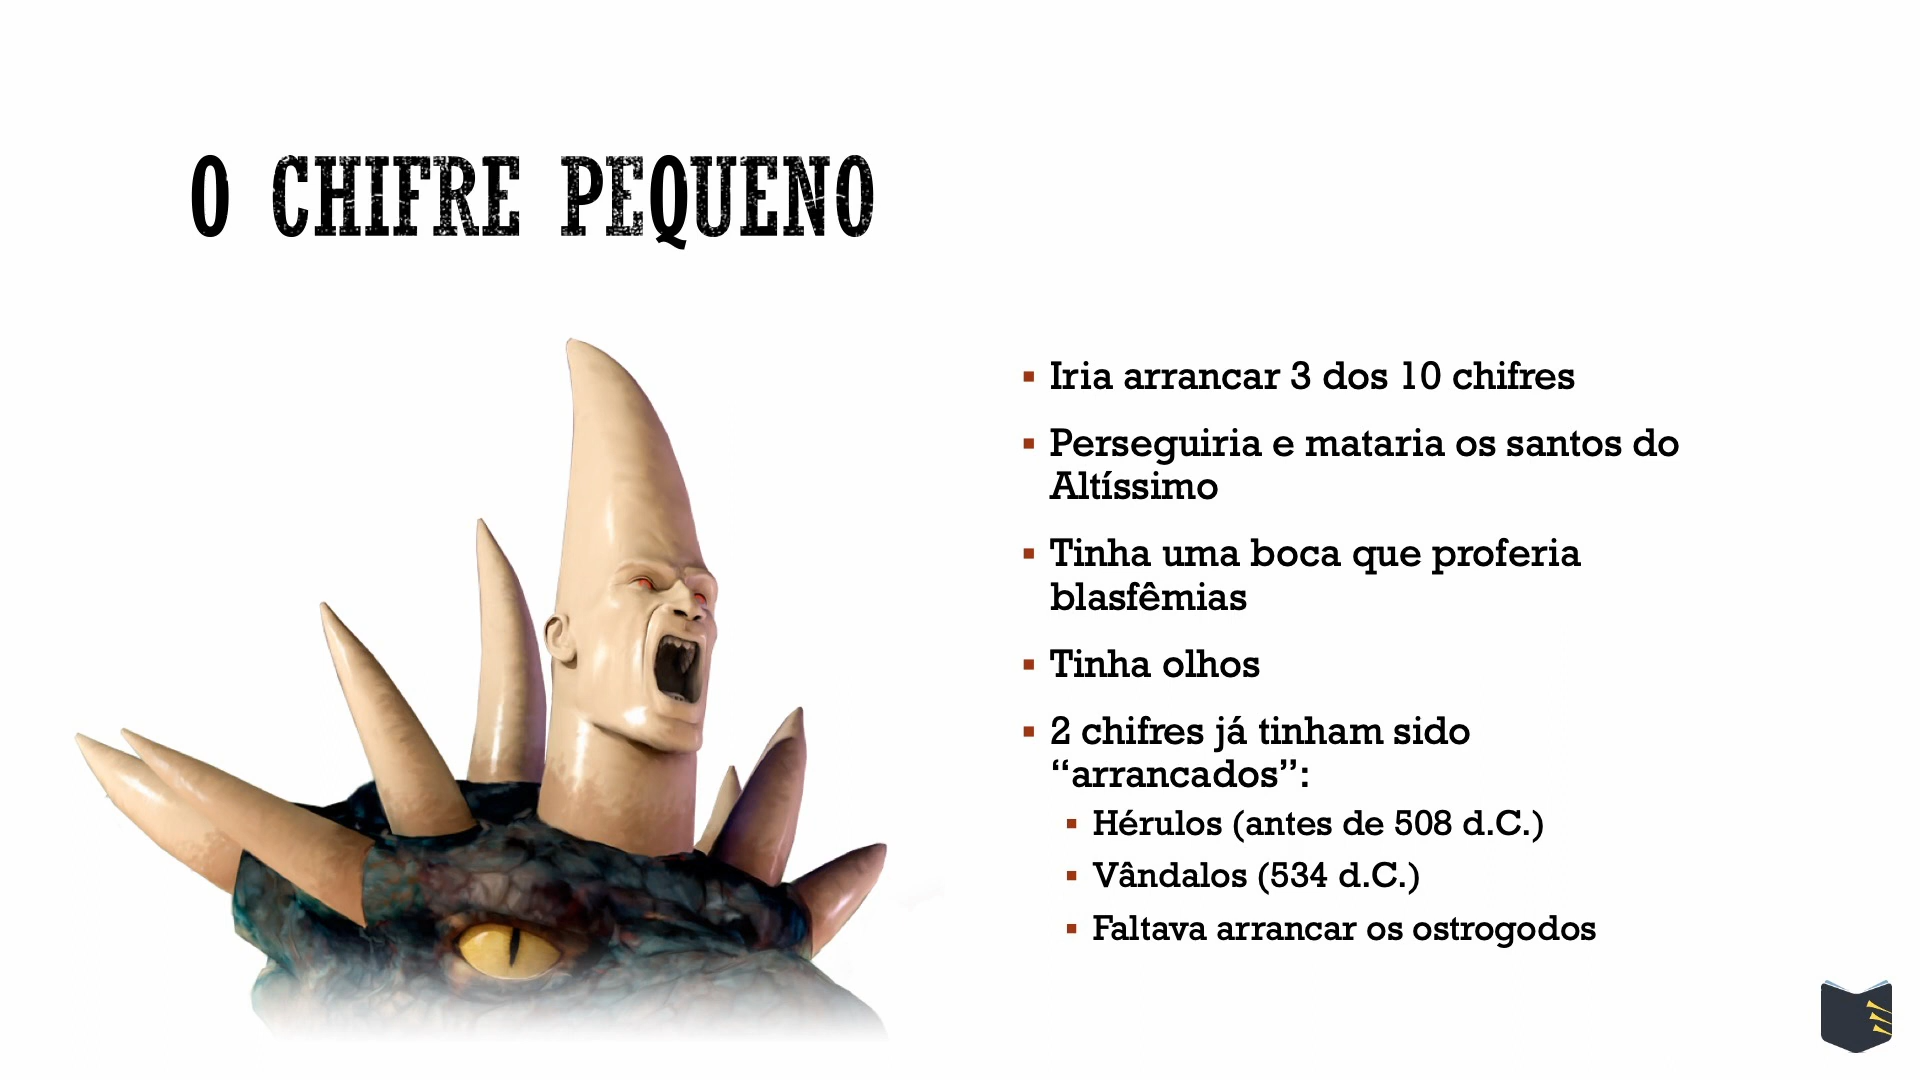 O CHIFRE PEQUENO
▪ Iria arrancar 3 dos 10 chifres
▪ Perseguiria e mataria os santos do
Altíssimo
▪ Tinha uma boca que proferia
blasfêmias
▪ Tinha olhos
▪ 2 chifres já tinham sido
“arrancados”:
▪ Hérulos (antes de 508 d.C.)
▪ Vândalos (534 d.C.)
▪ Faltava arrancar os ostrogodos